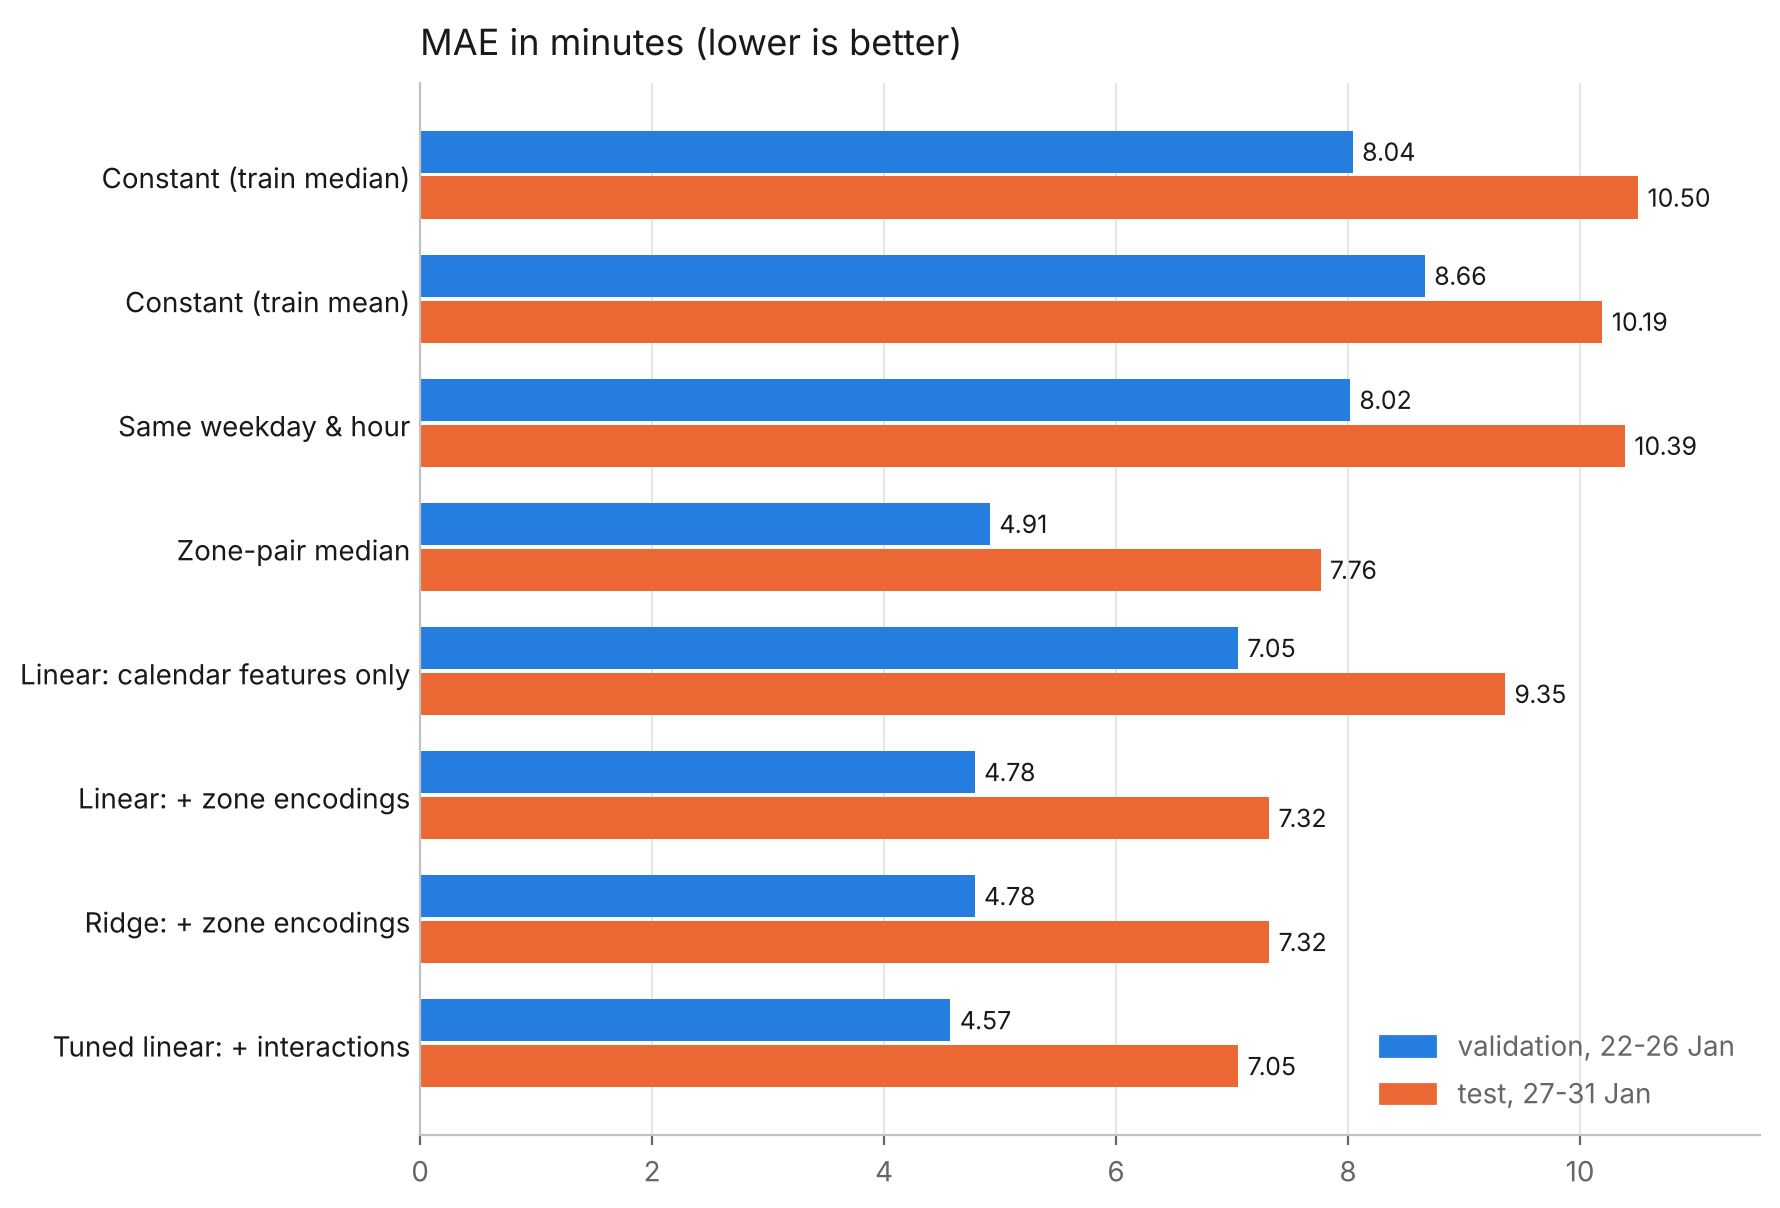 MAE in minutes (lower is better)
Constant (train median)
8.04
10.50
Constant (train mean)
8.66
10.19
Same weekday & hour
8.02
10.39
Zone-pair median
4.91
7.76
Linear: calendar features only
7.05
9.35
Linear: + zone encodings
4.78
7.32
Ridge: + zone encodings
4.78
7.32
Tuned linear: + interactions
4.57
7.05
validation, 22-26 Jan
test, 27-31 Jan
0 2 4 6 8 10